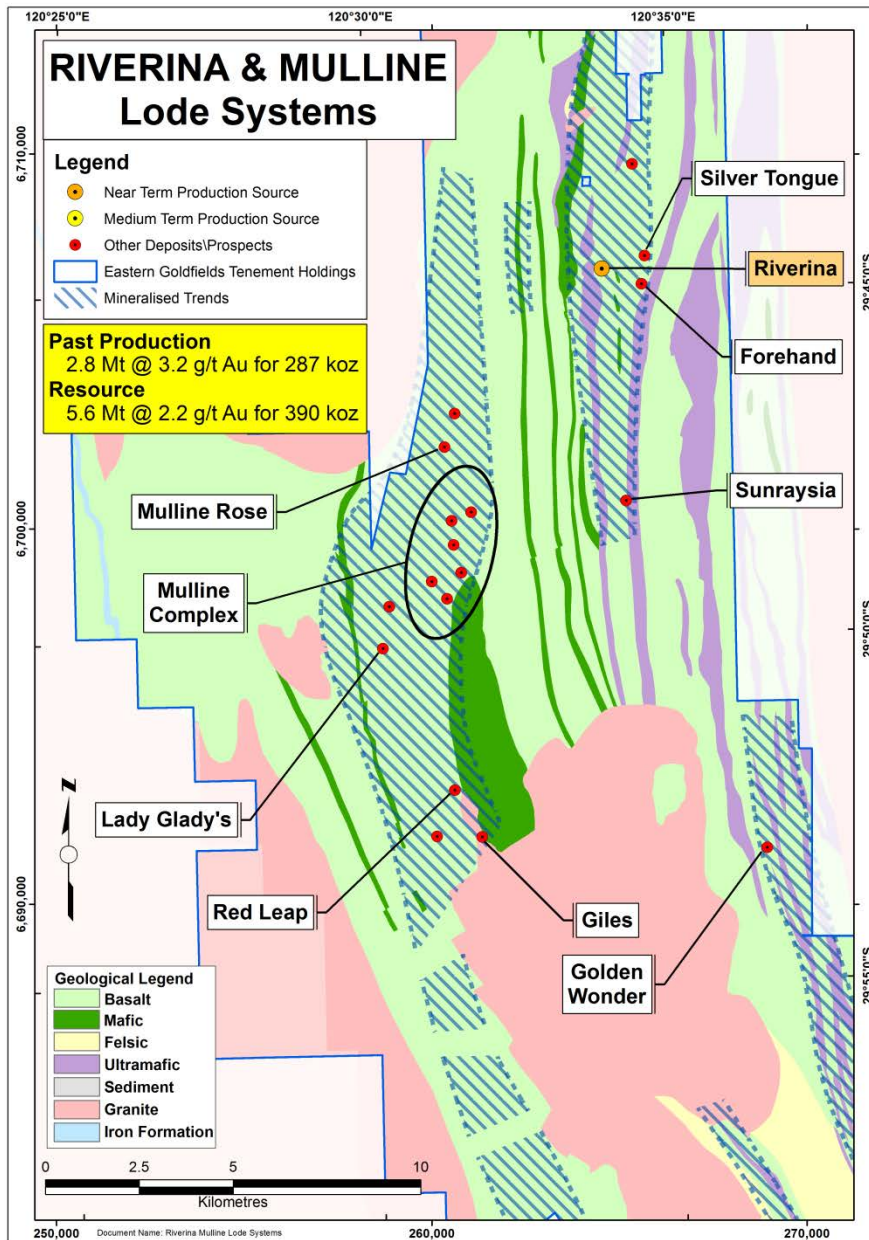 120°25'0"E
120°30'0"E
120°35'0"E
RIVERINA & MULLINE
Lode Systems
Legend
Near Term Production Source
Medium Term Production Source
Other Deposits\Prospects
Eastern Goldfields Tenement Holdings
Mineralised Trends
Past Production
2.8 Mt @ 3.2 g/t Au for 287 koz
Resource
5.6 Mt @ 2.2 g/t Au for 390 koz
6,710,000
6,700,000
6,690,000
29°45'0"S
29°50'0"S
29°55'0"S
Silver Tongue
Riverina
Forehand
Sunraysia
Mulline Rose
Mulline
Complex
Lady Glady's
Red Leap
Giles
Golden
Wonder
N
Geological Legend
Basalt
Mafic
Felsic
Ultramafic
Sediment
Granite
Iron Formation
0
2.5
5
10
Kilometres
250,000
Document Name: Riverina Mulline Lode Systems
260,000
270,000